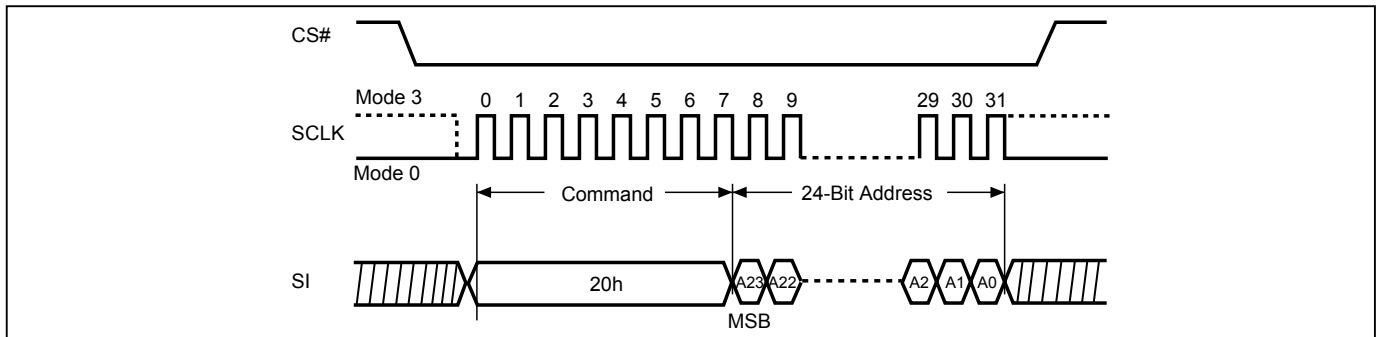 CS#
Mode 3
0 1 2 3 4 5 6 7 8 9 29 30 31
SCLK
Mode 0
Command 24-Bit Address
SI 20h A23 A22 A2 A1 A0
MSB